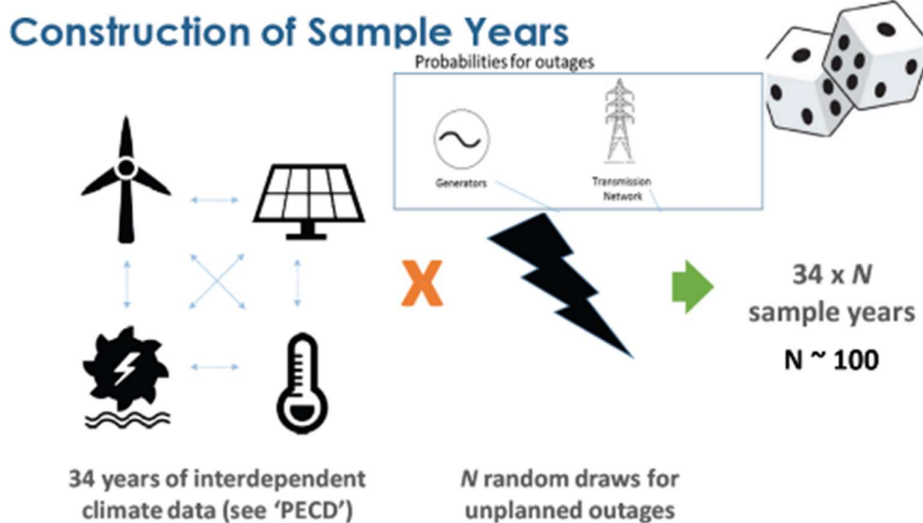 Construction of Sample Years
Probabilities for outages
Generators
Transmission
Network
X
34 x N
sample years
N ~ 100
34 years of interdependent
climate data (see ‘PECD’)
N random draws for
unplanned outages